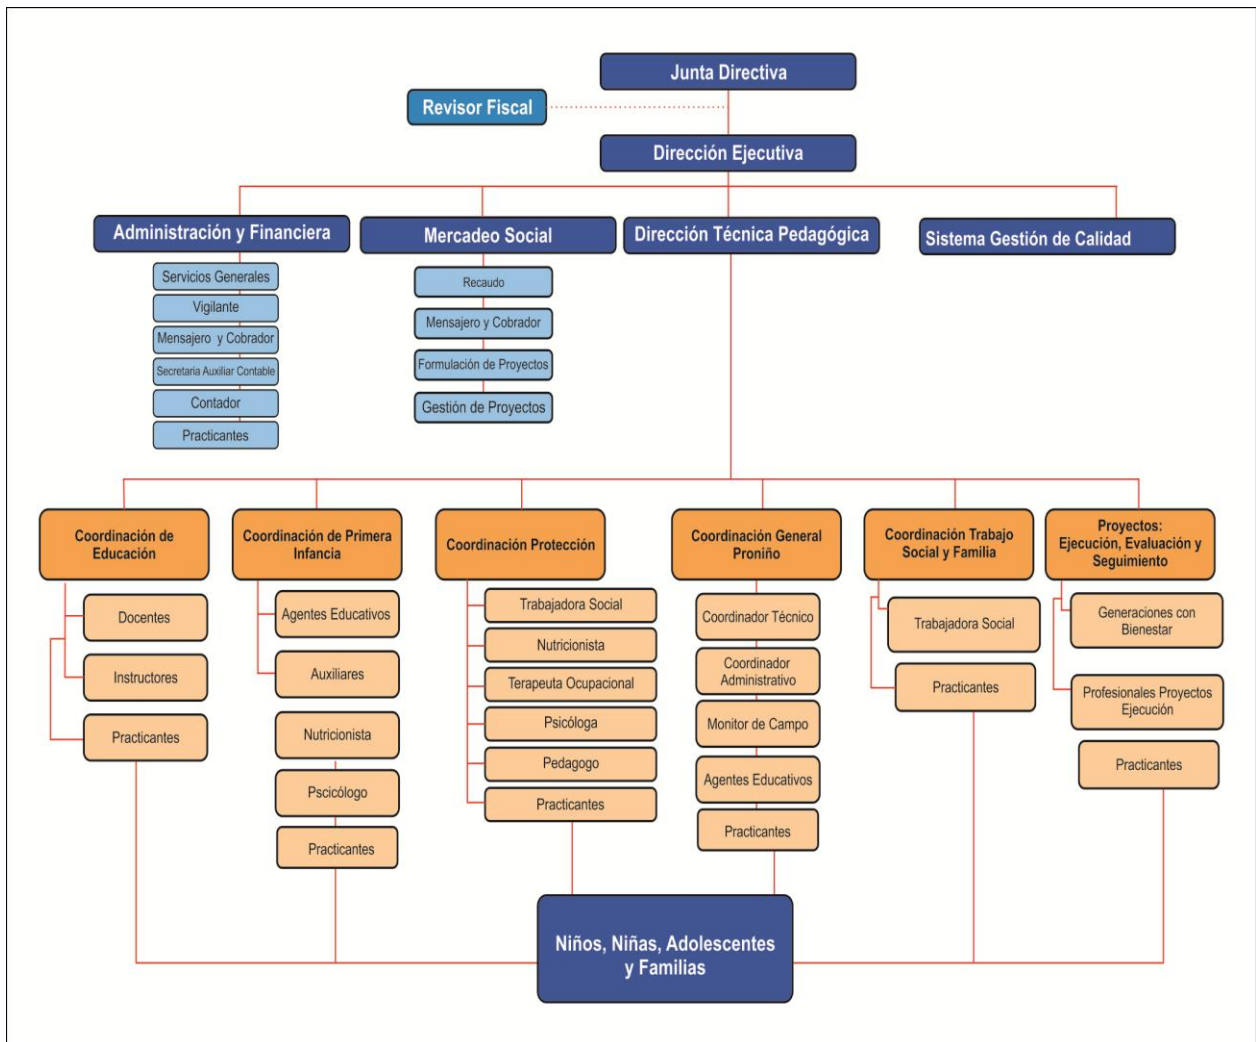 Junta Directiva
Revisor Fiscal
Dirección Ejecutiva
Administración y Financiera
Mercadeo Social
Dirección Técnica Pedagógica
Sistema Gestión de Calidad
Servicios Generales
Vigilante
Mensajero y Cobrador
Secretaria Auxiliar Contable
Contador
Practicantes
Recaudo
Mensajero y Cobrador
Formulación de Proyectos
Gestión de Proyectos
Coordinación de
Educación
Docentes
Instructores
Practicantes
Coordinación de Primera
Infancia
Agentes Educativos
Auxiliares
Nutricionista
Pscicólogo
Practicantes
Coordinación Protección
Trabajadora Social
Nutricionista
Terapeuta Ocupacional
Psicóloga
Pedagogo
Practicantes
Coordinación General
Proniño
Coordinador Técnico
Coordinador
Administrativo
Monitor de Campo
Agentes Educativos
Practicantes
Coordinación Trabajo
Social y Familia
Trabajadora Social
Practicantes
Proyectos:
Ejecución, Evaluación y
Seguimiento
Generaciones con
Bienestar
Profesionales Proyectos
Ejecución
Practicantes
Niños, Niñas, Adolescentes
y Familias